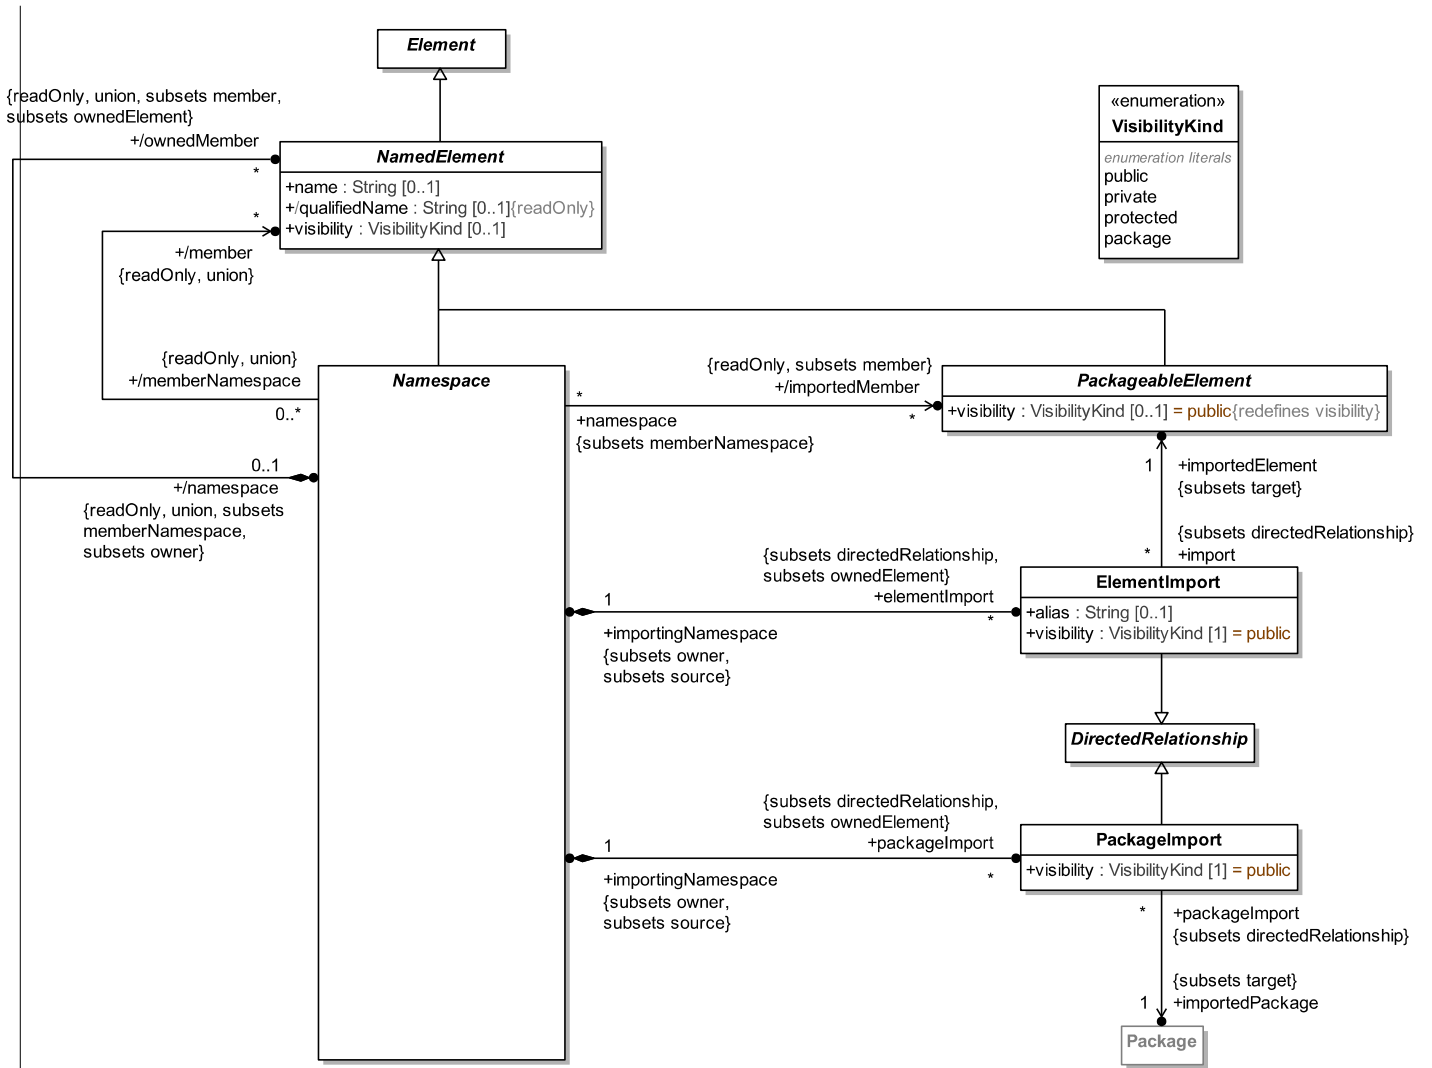 Element
{readOnly, union, subsets member,
subsets ownedElement}
+/ownedMember
*
«enumeration»
VisibilityKind
enumeration literals
public
private
protected
package
NamedElement
+name : String [0..1]
+/qualifiedName : String [0..1]{readOnly}
+visibility : VisibilityKind [0..1]
*
+/member
{readOnly, union}
{readOnly, union}
+/memberNamespace
0..*
0..1
+/namespace
{readOnly, union, subsets
memberNamespace,
subsets owner}
Namespace
*
+namespace
{subsets memberNamespace}
{readOnly, subsets member}
+/importedMember
*
PackageableElement
+visibility : VisibilityKind [0..1] = public{redefines visibility}
1
+importedElement
{subsets target}
{subsets directedRelationship}
*
+import
{subsets directedRelationship,
subsets ownedElement}
+elementImport
*
1
+importingNamespace
{subsets owner,
subsets source}
ElementImport
+alias : String [0..1]
+visibility : VisibilityKind [1] = public
DirectedRelationship
{subsets directedRelationship,
subsets ownedElement}
+packageImport
*
1
+importingNamespace
{subsets owner,
subsets source}
PackageImport
+visibility : VisibilityKind [1] = public
*
+packageImport
{subsets directedRelationship}
{subsets target}
1
+importedPackage
Package